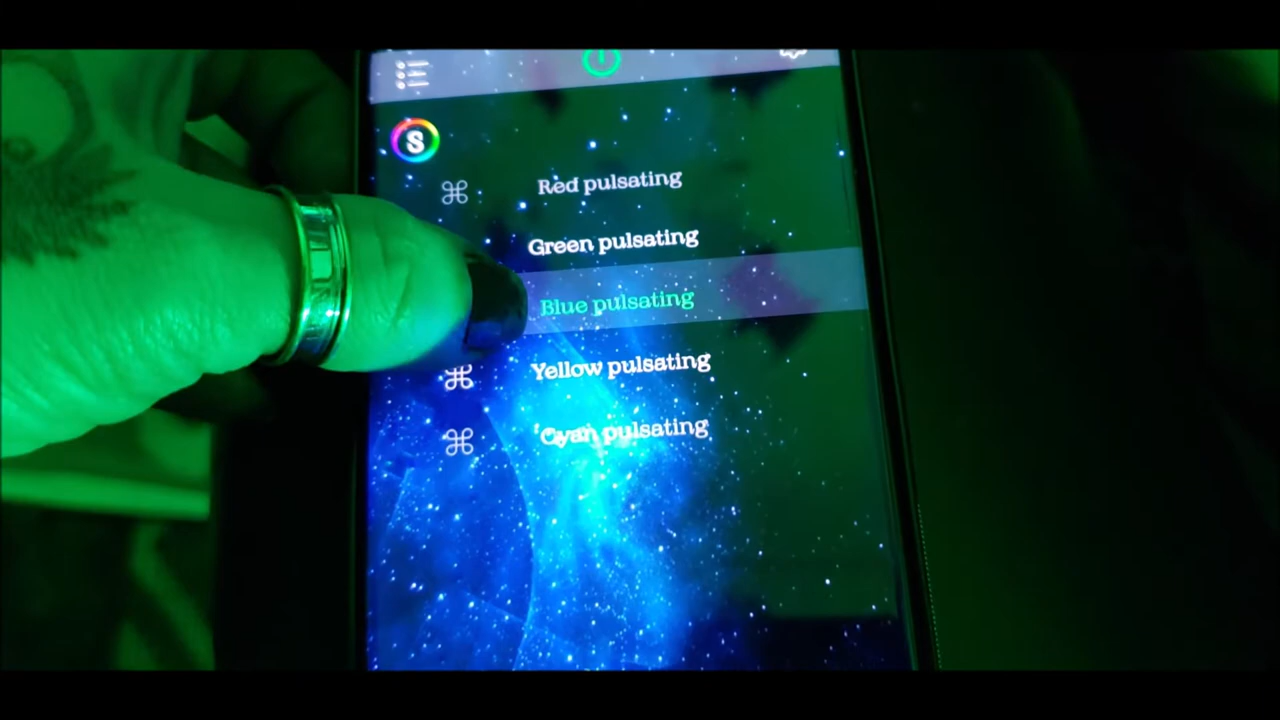 S
Red pulsating
Green pulsating
Blue pulsating
Yellow pulsating
Cyan pulsating